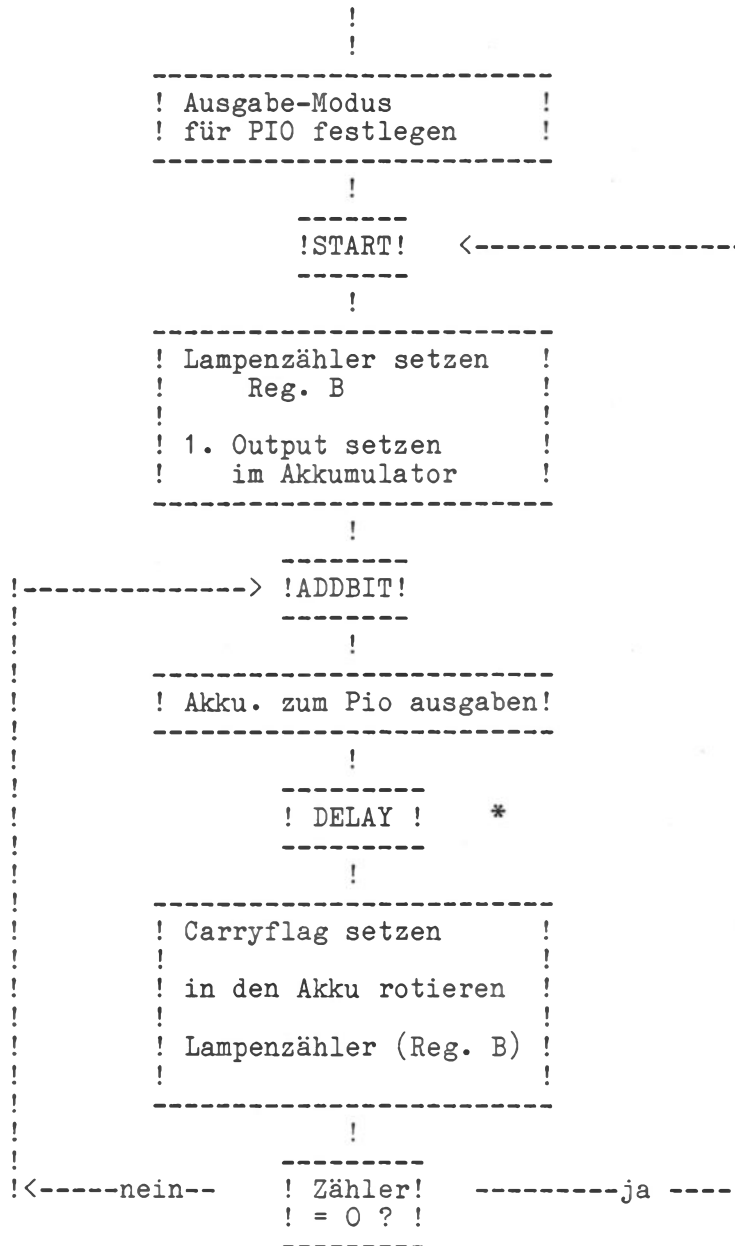 Ausgabe-Modus
für PIO festlegen
START
Lampenzähler setzen
Reg. B
1. Output setzen
im Akkumulator
ADDBIT
Akku. zum Pio ausgaben
DELAY *
Carryflag setzen
in den Akku rotieren
Lampenzähler (Reg. B)
nein Zähler ja
= 0 ?